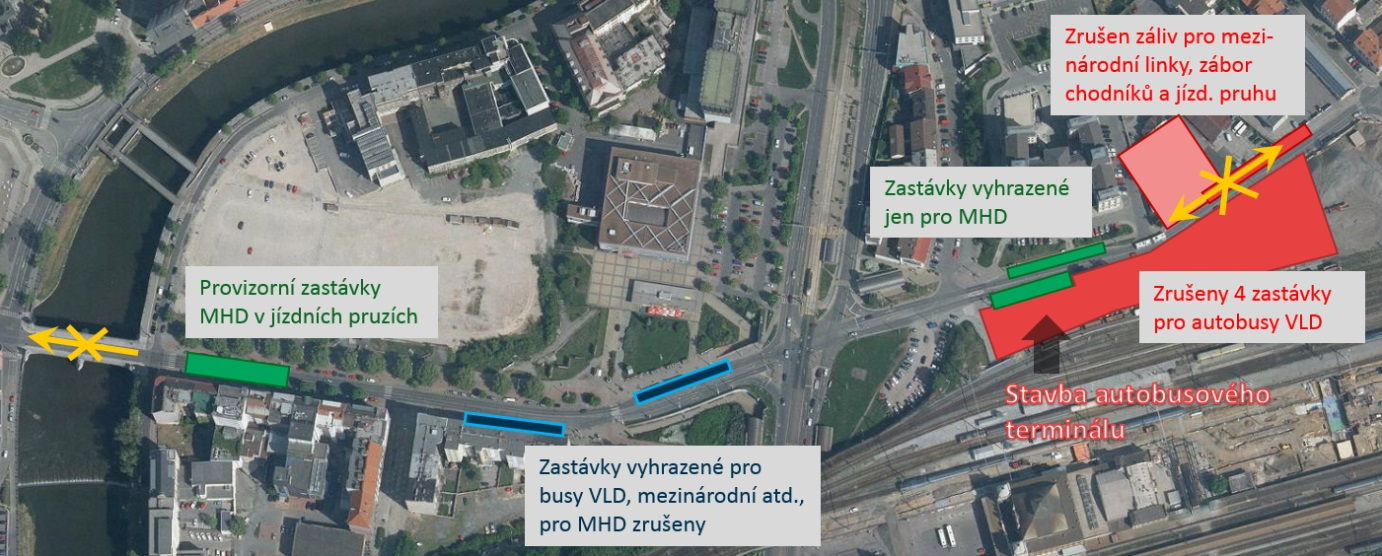 Zrušen záliv pro mezi-
národní linky, zábor
chodníků a jízd. pruhu
Zastávky vyhrazené
jen pro MHD
Provizorní zastávky
MHD v jízdních pruzích
Zrušeny 4 zastávky
pro autobusy VLD
Stavba autobusového
terminálu
Zastávky vyhrazené pro
busy VLD, mezinárodní atd.,
pro MHD zrušeny